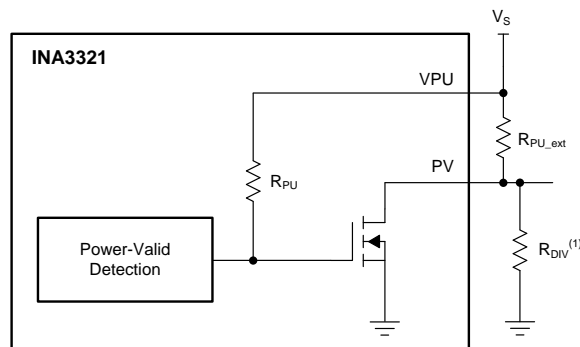 V_S
INA3321
VPU
R_PU_ext
PV
R_PU
Power-Valid
Detection
R_DIV^(1)